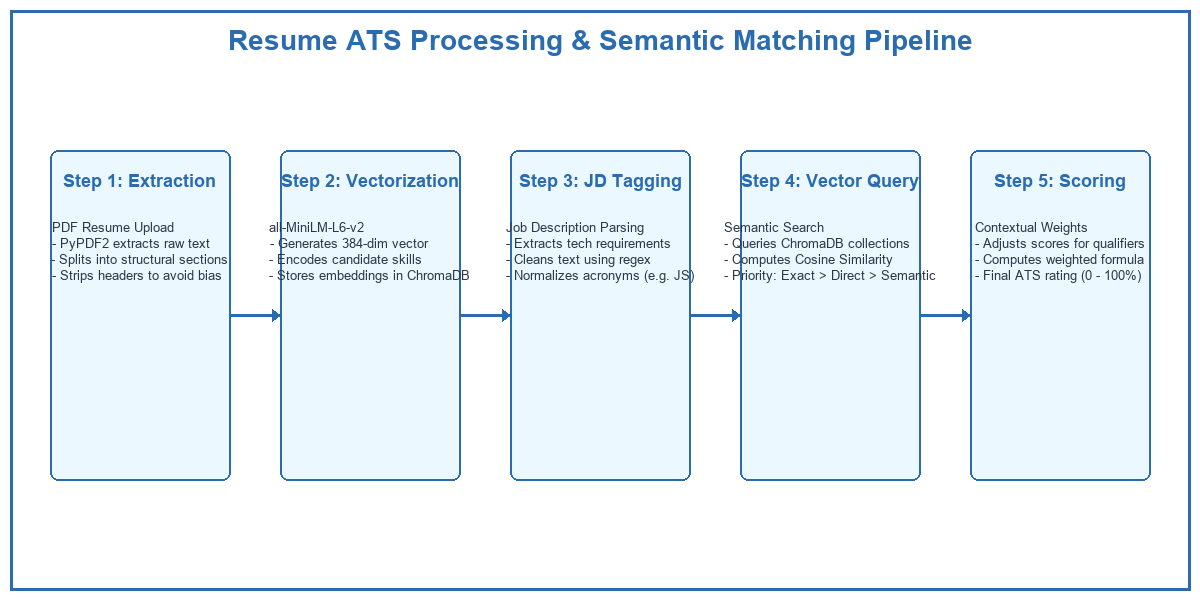 Resume ATS Processing & Semantic Matching Pipeline
Step 1: Extraction
PDF Resume Upload
- PyPDF2 extracts raw text
- Splits into structural sections
- Strips headers to avoid bias
Step 2: Vectorization
all-MiniLM-L6-v2
- Generates 384-dim vector
- Encodes candidate skills
- Stores embeddings in ChromaDB
Step 3: JD Tagging
Job Description Parsing
- Extracts tech requirements
- Cleans text using regex
- Normalizes acronyms (e.g. JS)
Step 4: Vector Query
Semantic Search
- Queries ChromaDB collections
- Computes Cosine Similarity
- Priority: Exact > Direct > Semantic
Step 5: Scoring
Contextual Weights
- Adjusts scores for qualifiers
- Computes weighted formula
- Final ATS rating (0 - 100%)